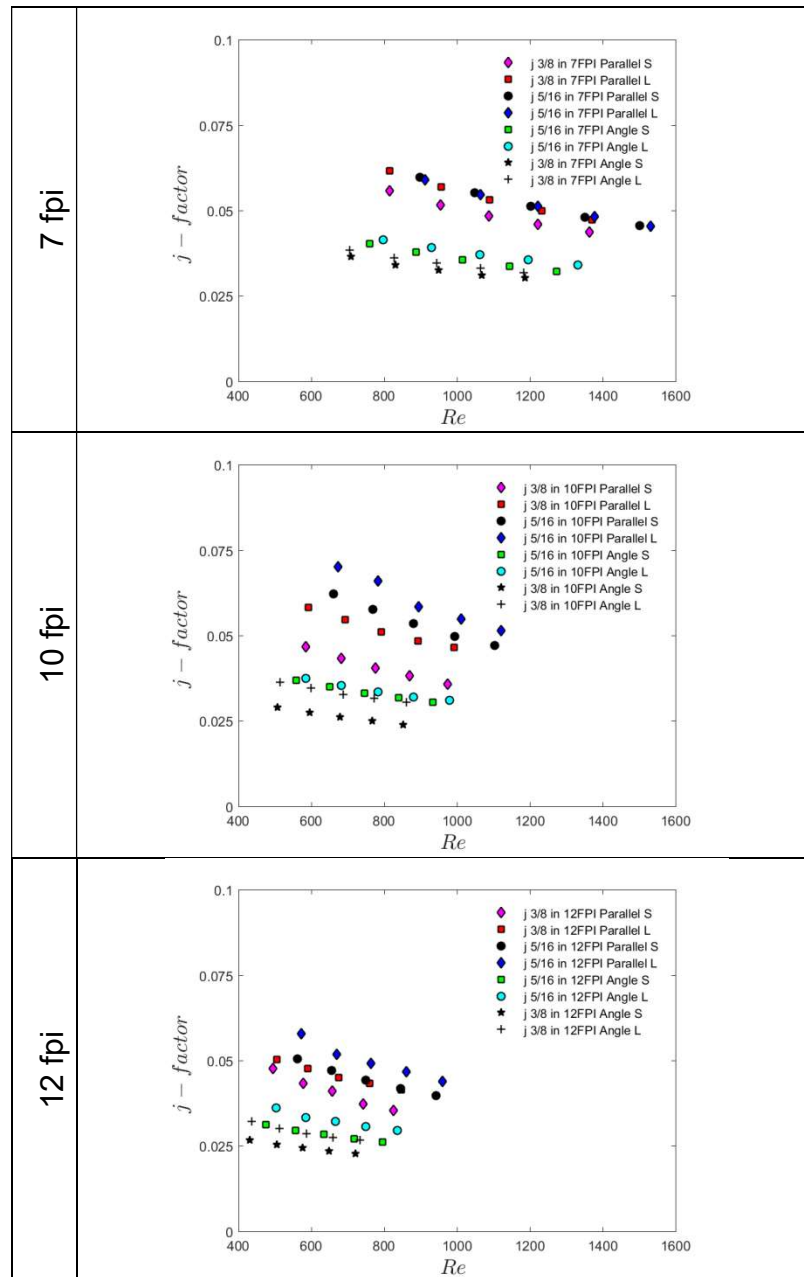 7 fpi
0.1
0.075
0.05
0.025
0
j - factor
j 3/8 in 7FPI Parallel S
j 3/8 in 7FPI Parallel L
j 5/16 in 7FPI Parallel S
j 5/16 in 7FPI Parallel L
j 5/16 in 7FPI Angle S
j 5/16 in 7FPI Angle L
j 3/8 in 7FPI Angle S
j 3/8 in 7FPI Angle L
400 600 800 1000 1200 1400 1600
Re
10 fpi
0.1
0.075
0.05
0.025
0
j - factor
j 3/8 in 10FPI Parallel S
j 3/8 in 10FPI Parallel L
j 5/16 in 10FPI Parallel S
j 5/16 in 10FPI Parallel L
j 5/16 in 10FPI Angle S
j 5/16 in 10FPI Angle L
j 3/8 in 10FPI Angle S
j 3/8 in 10FPI Angle L
400 600 800 1000 1200 1400 1600
Re
12 fpi
0.1
0.075
0.05
0.025
0
j - factor
j 3/8 in 12FPI Parallel S
j 3/8 in 12FPI Parallel L
j 5/16 in 12FPI Parallel S
j 5/16 in 12FPI Parallel L
j 5/16 in 12FPI Angle S
j 5/16 in 12FPI Angle L
j 3/8 in 12FPI Angle S
j 3/8 in 12FPI Angle L
400 600 800 1000 1200 1400 1600
Re